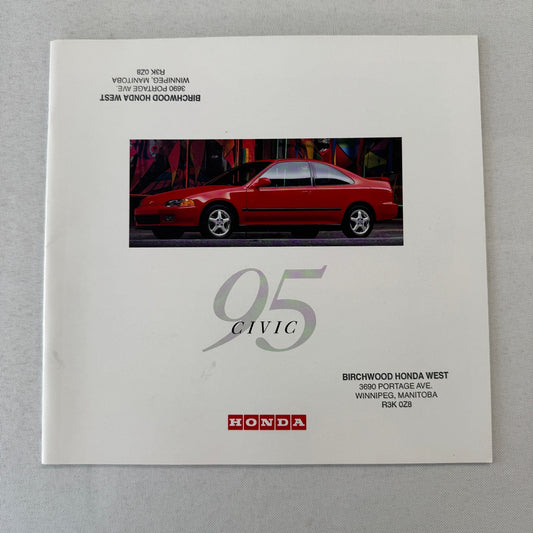 BIRCHWOOD HONDA WEST
3690 PORTAGE AVE.
WINNIPEG, MANITOBA
R3K 0Z8
95
CIVIC
BIRCHWOOD HONDA WEST
3690 PORTAGE AVE.
WINNIPEG, MANITOBA
R3K 0Z8
HONDA